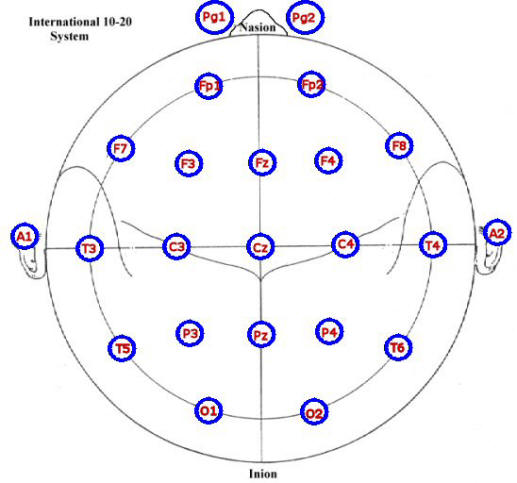 International 10-20
System
Pg1
Pg2
Nasion
Fp1
Fp2
F7
F3
Fz
F4
F8
A1
T3
C3
Cz
C4
T4
A2
T5
P3
Pz
P4
T6
O1
O2
Inion